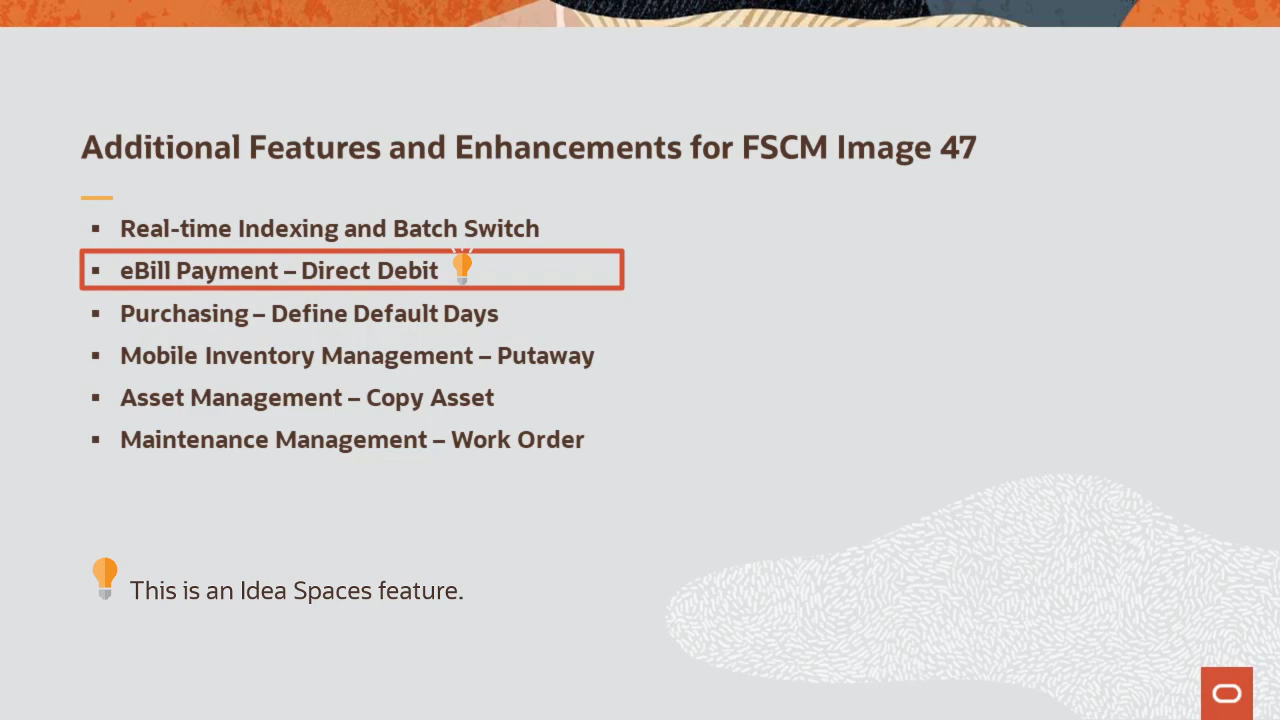 Additional Features and Enhancements for FSCM Image 47
▪ Real-time Indexing and Batch Switch
▪ eBill Payment – Direct Debit
▪ Purchasing – Define Default Days
▪ Mobile Inventory Management – Putaway
▪ Asset Management – Copy Asset
▪ Maintenance Management – Work Order
This is an Idea Spaces feature.